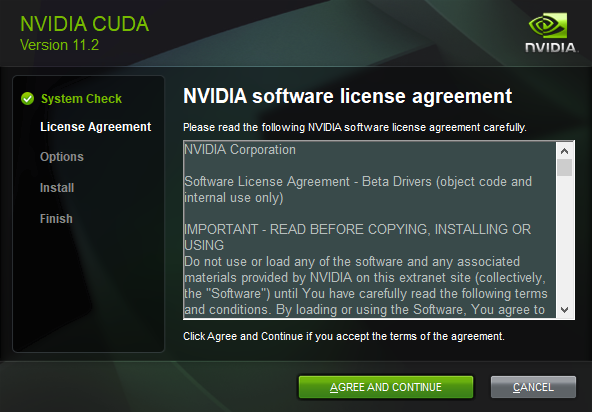 NVIDIA CUDA
Version 11.2
NVIDIA.
System Check
License Agreement
Options
Install
Finish
NVIDIA software license agreement
Please read the following NVIDIA software license agreement carefully.
NVIDIA Corporation
Software License Agreement - Beta Drivers (object code and
internal use only)
IMPORTANT - READ BEFORE COPYING, INSTALLING OR
USING
Do not use or load any of the software and any associated
materials provided by NVIDIA on this extranet site (collectively,
the "Software") until You have carefully read the following terms
and conditions. By loading or using the Software, You agree to
Click Agree and Continue if you accept the terms of the agreement.
AGREE AND CONTINUE
CANCEL